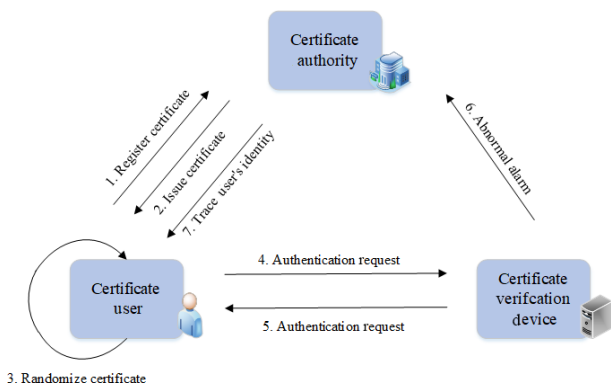 Certificate
authority
1. Register certificate
2. Issue certificate
7. Trace user's identity
6. Abnormal alarm
Certificate
user
4. Authentication request
5. Authentication request
Certificate
verifcation
device
3. Randomize certificate